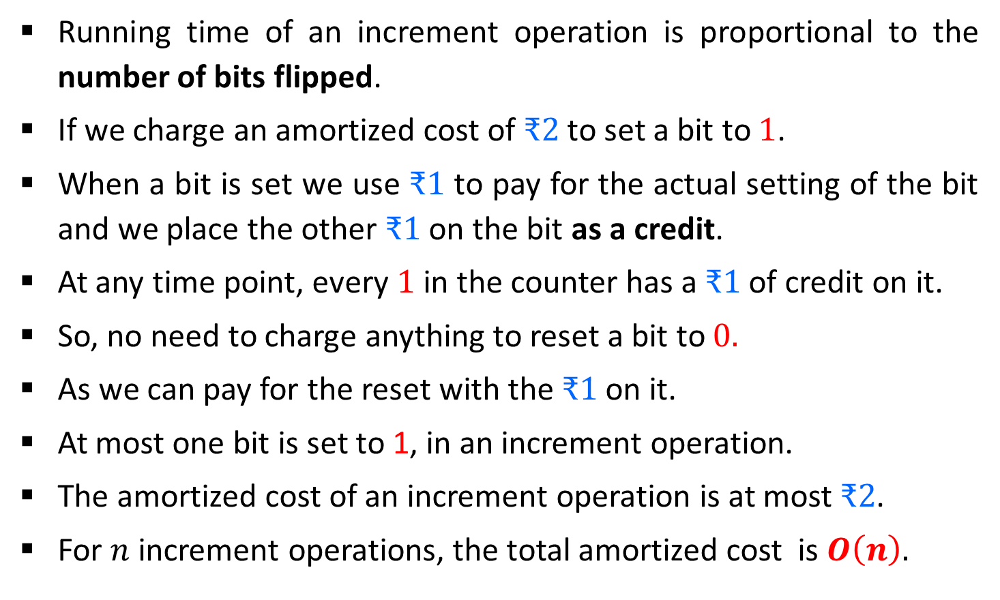 ▪ Running time of an increment operation is proportional to the
number of bits flipped.
▪ If we charge an amortized cost of ₹2 to set a bit to 1.
▪ When a bit is set we use ₹1 to pay for the actual setting of the bit
and we place the other ₹1 on the bit as a credit.
▪ At any time point, every 1 in the counter has a ₹1 of credit on it.
▪ So, no need to charge anything to reset a bit to 0.
▪ As we can pay for the reset with the ₹1 on it.
▪ At most one bit is set to 1, in an increment operation.
▪ The amortized cost of an increment operation is at most ₹2.
▪ For n increment operations, the total amortized cost is O(n).